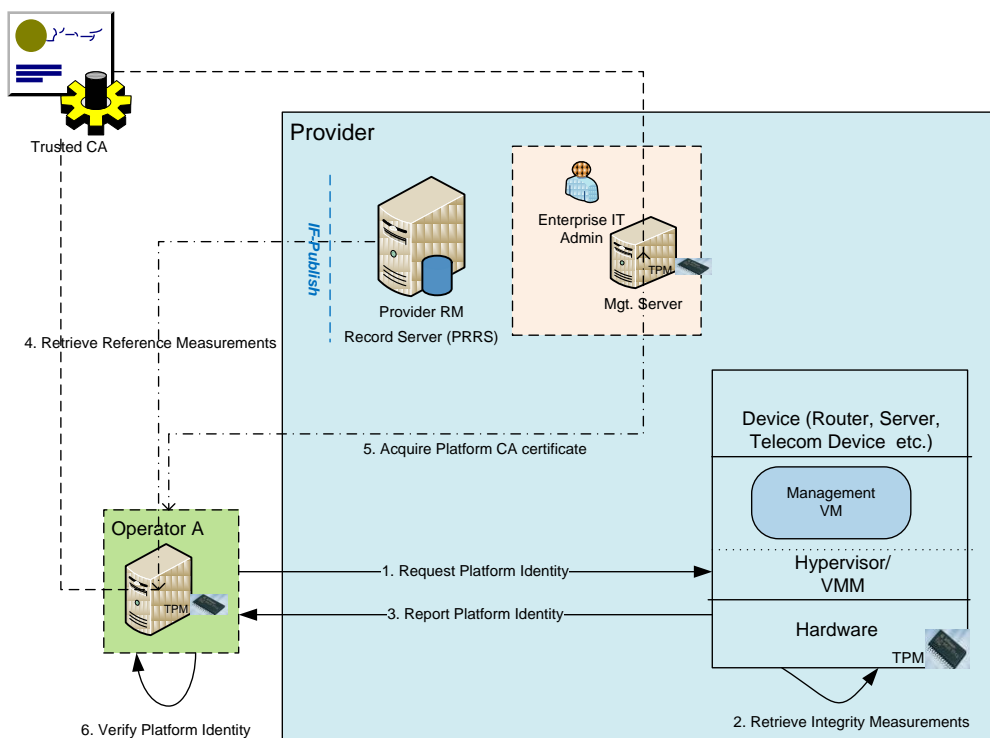 Trusted CA
Provider
IF-Publish
Enterprise IT
Admin
TPM
Mgt. Server
Provider RM
Record Server (PRRS)
4. Retrieve Reference Measurements
5. Acquire Platform CA certificate
Device (Router, Server,
Telecom Device etc.)
Management
VM
Hypervisor/
VMM
Hardware
TPM
Operator A
TPM
1. Request Platform Identity
3. Report Platform Identity
2. Retrieve Integrity Measurements
6. Verify Platform Identity